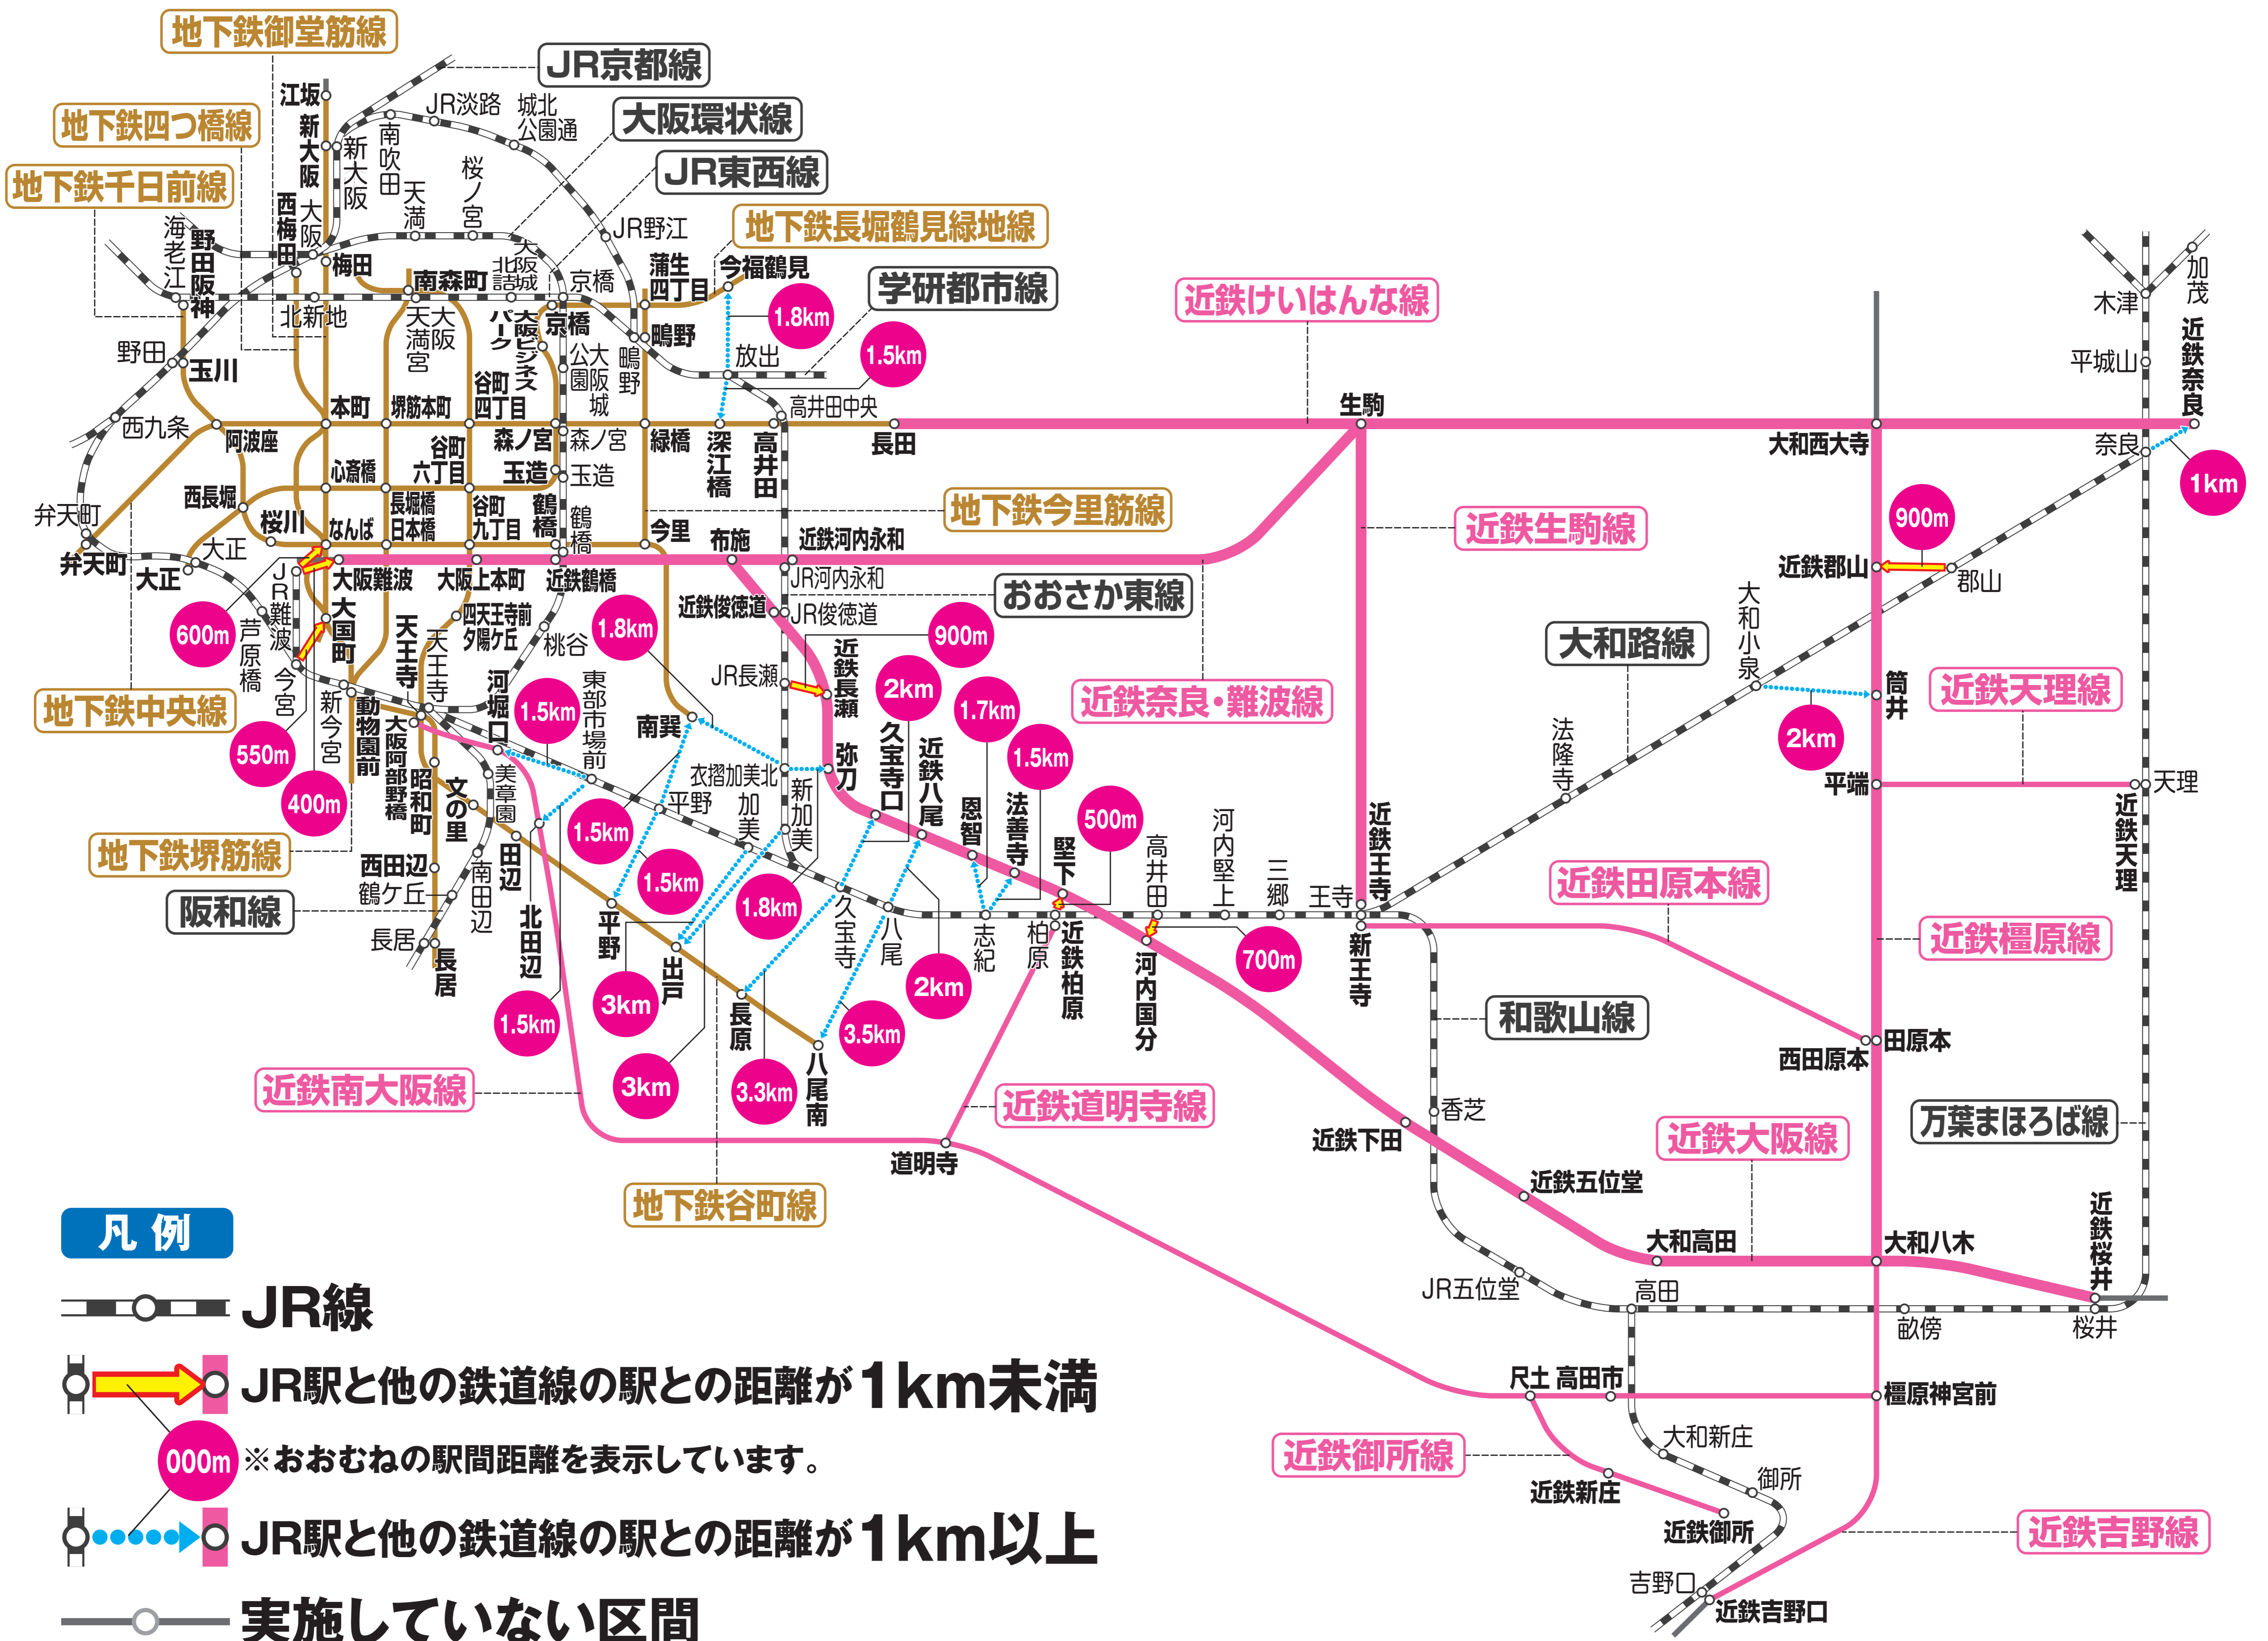 地下鉄御堂筋線
JR京都線
江坂
地下鉄四つ橋線
JR淡路
城北公園通
大阪環状線
新大阪
新大阪
南吹田
JR東西線
地下鉄千日前線
桜ノ宮
天満
西梅田
大阪
海老江
野田阪神
JR野江
地下鉄長堀鶴見緑地線
梅田
南森町
大阪城北詰
京橋
蒲生四丁目
今福鶴見
学研都市線
近鉄けいはんな線
加茂
木津
1.8km
北新地
大阪天満宮
大阪ビジネスパーク
京橋
鴫野
鴫野
放出
1.5km
野田
玉川
大阪城公園
平城山
近鉄奈良
谷町四丁目
本町
堺筋本町
高井田中央
生駒
西九条
阿波座
谷町六丁目
森ノ宮
森ノ宮
緑橋
深江橋
高井田
長田
大和西大寺
奈良
心斎橋
玉造
玉造
1km
西長堀
長堀橋
谷町九丁目
鶴橋
鶴橋
地下鉄今里筋線
近鉄生駒線
900m
弁天町
桜川
なんば
日本橋
今里
布施
近鉄河内永和
弁天町
大正
大正
JR難波
大阪難波
大阪上本町
近鉄鶴橋
JR河内永和
おおさか東線
近鉄郡山
郡山
600m
芦原橋
大国町
天王寺
天王寺
四天王寺前夕陽ケ丘
桃谷
1.8km
近鉄俊徳道
JR俊徳道
900m
大和小泉
大和路線
今宮
河堀口
東部市場前
JR長瀬
近鉄長瀬
2km
近鉄奈良・難波線
筒井
近鉄天理線
地下鉄中央線
新今宮
動物園前
大阪阿部野橋
1.5km
南巽
1.7km
法隆寺
2km
550m
400m
昭和町
文の里
美章園
衣摺加美北
新加美
弥刀
久宝寺口
近鉄八尾
1.5km
平端
天理
近鉄天理
平野
加美
恩智
法善寺
堅下
500m
高井田
河内堅上
三郷
王寺
近鉄王寺
地下鉄堺筋線
1.5km
西田辺
鶴ケ丘
南田辺
田辺
1.5km
近鉄田原本線
阪和線
北田辺
平野
1.8km
久宝寺
八尾
志紀
柏原
近鉄柏原
河内国分
新王寺
近鉄橿原線
長居
長居
出戸
2km
700m
3km
1.5km
長原
3.5km
和歌山線
西田原本
田原本
八尾南
近鉄南大阪線
3km
3.3km
近鉄道明寺線
香芝
万葉まほろば線
近鉄下田
近鉄大阪線
道明寺
近鉄五位堂
地下鉄谷町線
近鉄桜井
大和高田
大和八木
凡例
JR五位堂
高田
JR線
畝傍
桜井
尺土
高田市
橿原神宮前
JR駅と他の鉄道線の駅との距離が1km未満
大和新庄
近鉄御所線
000m
※おおむねの駅間距離を表示しています。
近鉄新庄
御所
近鉄御所
近鉄吉野線
JR駅と他の鉄道線の駅との距離が1km以上
吉野口
近鉄吉野口
実施していない区間